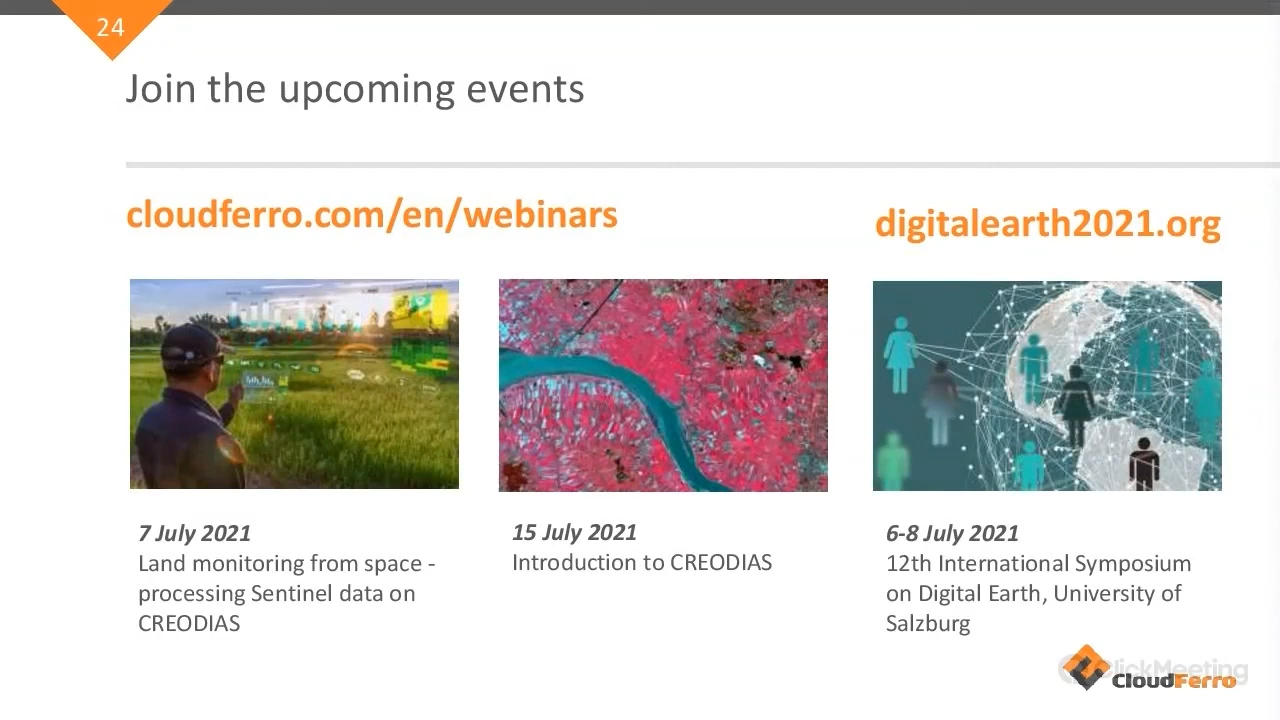 24
Join the upcoming events
cloudferro.com/en/webinars
digitalearth2021.org
7 July 2021
Land monitoring from space -
processing Sentinel data on
CREODIAS
15 July 2021
Introduction to CREODIAS
6-8 July 2021
12th International Symposium
on Digital Earth, University of
Salzburg
ClickMeeting
CloudFerro